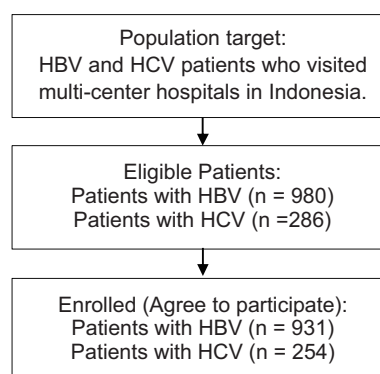 Population target:
HBV and HCV patients who visited
multi-center hospitals in Indonesia.
Eligible Patients:
Patients with HBV (n = 980)
Patients with HCV (n =286)
Enrolled (Agree to participate):
Patients with HBV (n = 931)
Patients with HCV (n = 254)